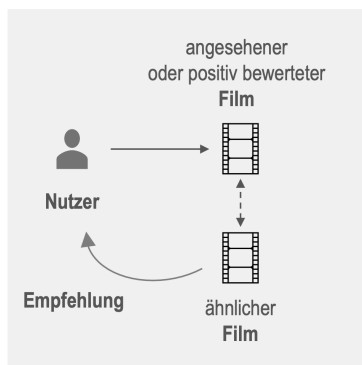 angesehener
oder positiv bewerteter
Film
Nutzer
Empfehlung
ähnlicher
Film